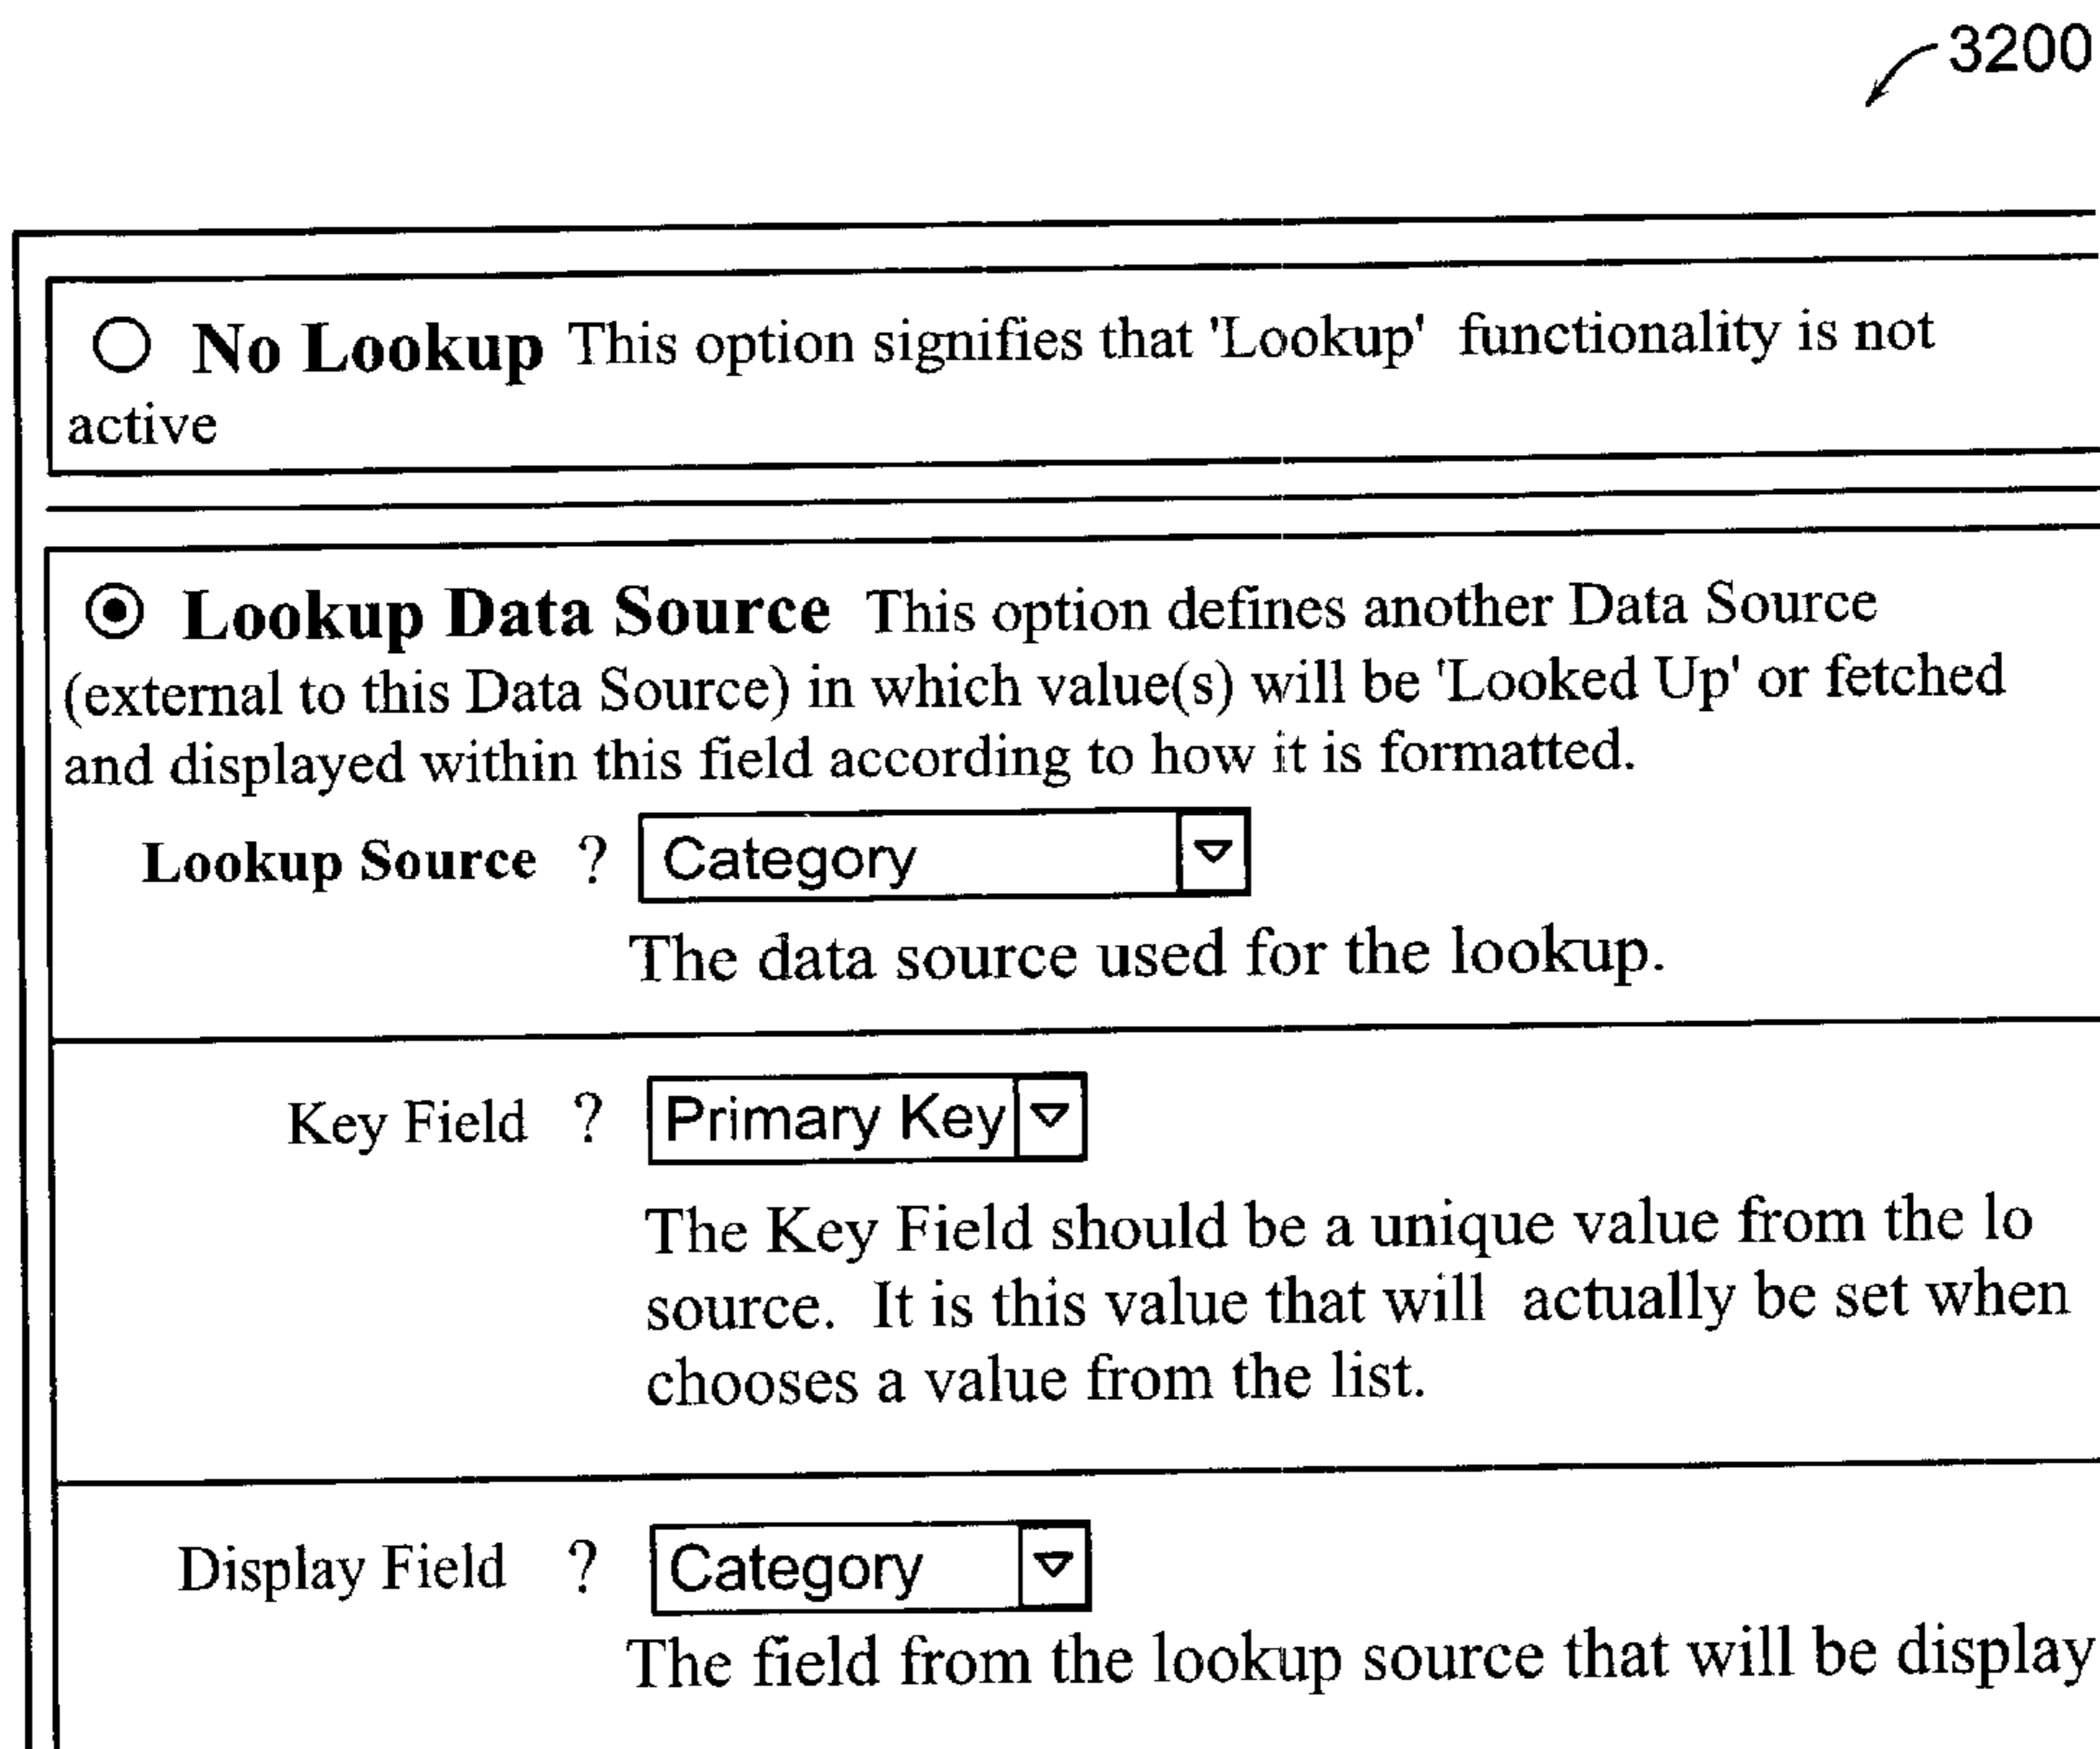 3200
No Lookup This option signifies that 'Lookup' functionality is not
active
Lookup Data Source This option defines another Data Source
(external to this Data Source) in which value(s) will be 'Looked Up' or fetched
and displayed within this field according to how it is formatted.
Lookup Source ? Category
The data source used for the lookup.
Key Field ? Primary Key
The Key Field should be a unique value from the lo
source. It is this value that will actually be set when
chooses a value from the list.
Display Field ? Category
The field from the lookup source that will be display